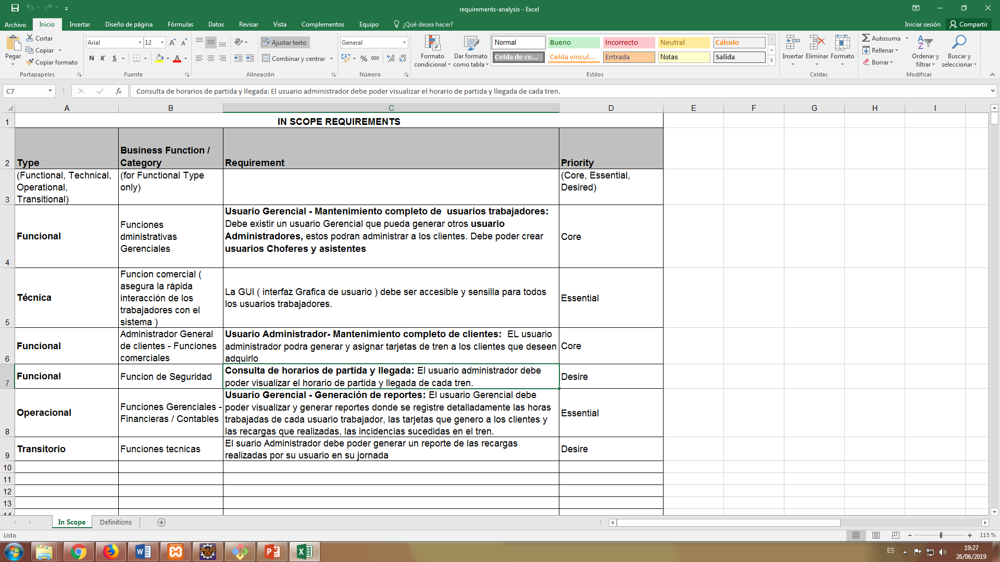 requirements-analysis - Excel
Archivo Inicio Insertar Diseño de página Fórmulas Datos Revisar Vista Complementos Equipo ¿Qué desea hacer? Iniciar sesión Compartir
Pegar
Cortar
Copiar
Copiar formato
Portapapeles
Arial 12
N K S
Fuente
Ajustar texto
Combinar y centrar
Alineación
General
% 000
Número
Formato condicional
Dar formato como tabla
Normal Bueno Incorrecto Neutral Cálculo
Celda de co... Celda vincul... Entrada Notas Salida
Estilos
Insertar Eliminar Formato
Celdas
Autosuma
Rellenar
Borrar
Ordenar y filtrar
Buscar y seleccionar
Modificar
C7 fx Consulta de horarios de partida y llegada: El usuario administrador debe poder visualizar el horario de partida y llegada de cada tren.
A B C D E F G H I
1 IN SCOPE REQUIREMENTS
2 Type
Business Function /
Category
Requirement
Priority
3 (Functional, Technical,
Operational,
Transitional)
(for Functional Type
only)
(Core, Essential,
Desired)
4 Funcional
Funciones
dministrativas
Gerenciales
Usuario Gerencial - Mantenimiento completo de usuarios trabajadores:
Debe existir un usuario Gerencial que pueda generar otros usuario
Administradores, estos podran administrar a los clientes. Debe poder crear
usuarios Choferes y asistentes
Core
5 Técnica
Funcion comercial (
asegura la rápida
interacción de los
trabajadores con el
sistema )
La GUI ( interfaz Grafica de usuario ) debe ser accesible y sensilla para todos
los usuarios trabajadores.
Essential
6 Funcional
Administrador General
de clientes - Funciones
comerciales
Usuario Administrador- Mantenimiento completo de clientes: EL usuario
administrador podra generar y asignar tarjetas de tren a los clientes que deseen
adquirlo
Core
7 Funcional
Funcion de Seguridad
Consulta de horarios de partida y llegada: El usuario administrador debe
poder visualizar el horario de partida y llegada de cada tren.
Desire
8 Operacional
Funciones Gerenciales -
Financieras / Contables
Usuario Gerencial - Generación de reportes: El usuario Gerencial debe
poder visualizar y generar reportes donde se registre detalladamente las horas
trabajadas de cada usuario trabajador, las tarjetas que genero a los clientes y
las recargas que realizadas, las incidencias sucedidas en el tren.
Essential
9 Transitorio
Funciones tecnicas
El suario Administrador debe poder generar un reporte de las recargas
realizadas por su usuario en su jornada
Desire
10
11
12
13
14
In Scope Definitions
Listo 115 %
ES 19:27
26/06/2019